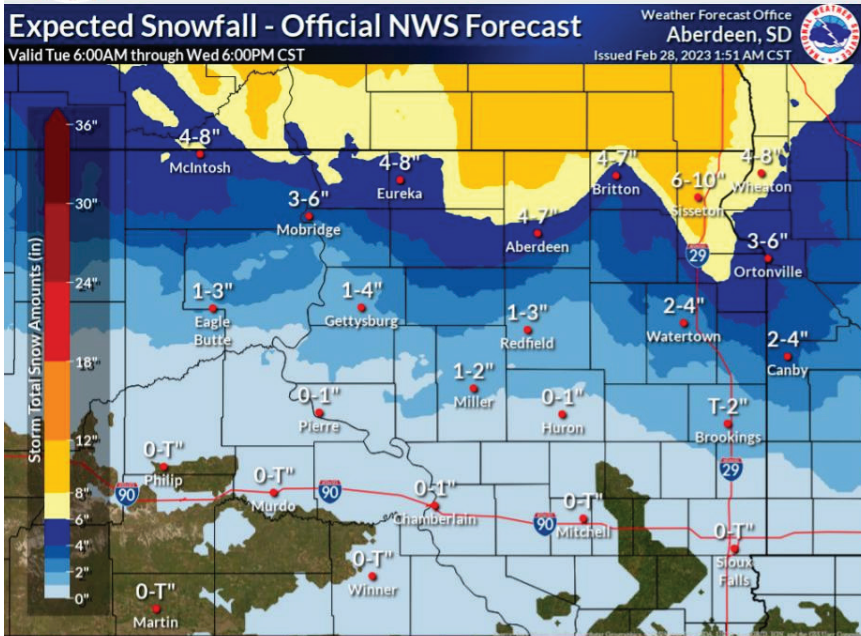 Expected Snowfall - Official NWS Forecast
Valid Tue 6:00AM through Wed 6:00PM CST
Weather Forecast Office
Aberdeen, SD
Issued Feb 28, 2023 1:51 AM CST
NATIONAL WEATHER SERVICE
Storm Total Snow Amounts (in)
36"
30"
24"
18"
12"
8"
6"
4"
2"
0"
4-8"
McIntosh
4-8"
Eureka
4-7"
Britton
6-10"
Sisseton
4-8"
Wheaton
3-6"
Mobridge
4-7"
Aberdeen
29
3-6"
Ortonville
1-3"
Eagle
Butte
1-4"
Gettysburg
1-3"
Redfield
2-4"
Watertown
2-4"
Canby
1-2"
Miller
0-1"
Pierre
0-1"
Huron
T-2"
Brookings
29
0-T"
Philip
90
0-T"
Murdo
90
0-1"
Chamberlain
90
0-T"
Mitchell
0-T"
Sioux
Falls
0-T"
Winner
0-T"
Martin